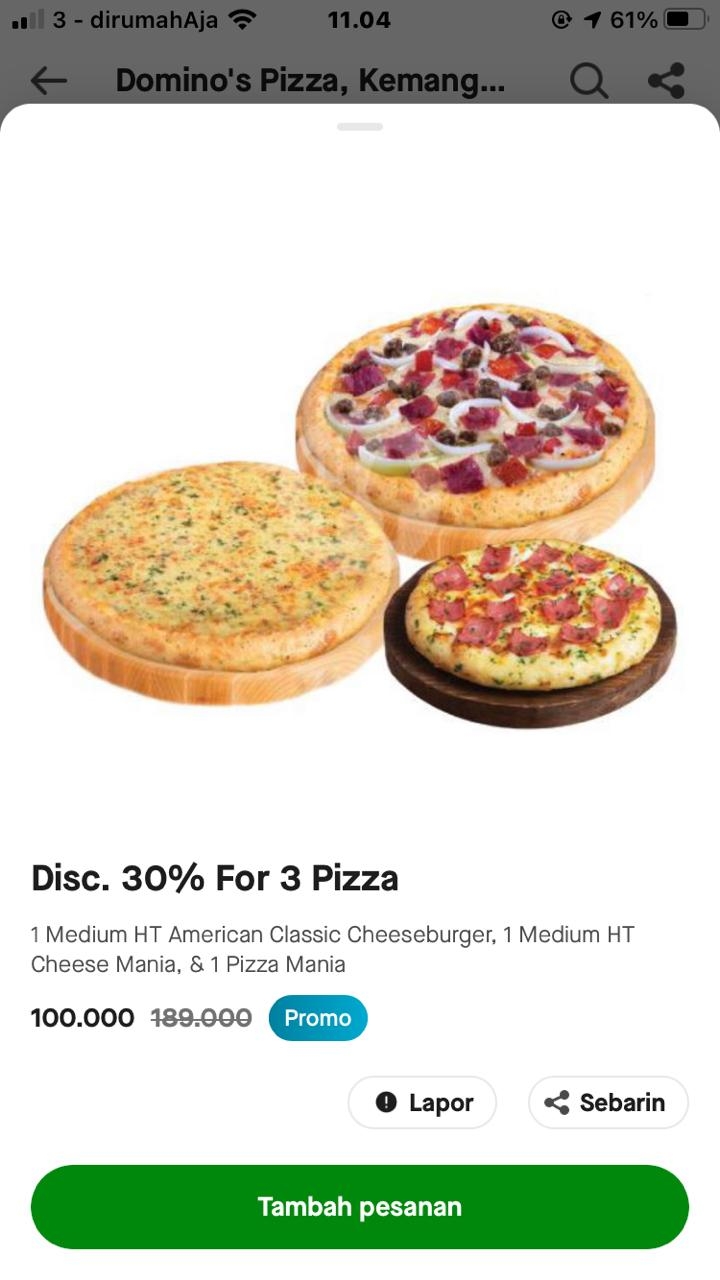 3 - dirumahAja
11.04
61%
Domino's Pizza, Kemang...
Disc. 30% For 3 Pizza
1 Medium HT American Classic Cheeseburger, 1 Medium HT
Cheese Mania, & 1 Pizza Mania
100.000 189.000 Promo
Lapor Sebarin
Tambah pesanan